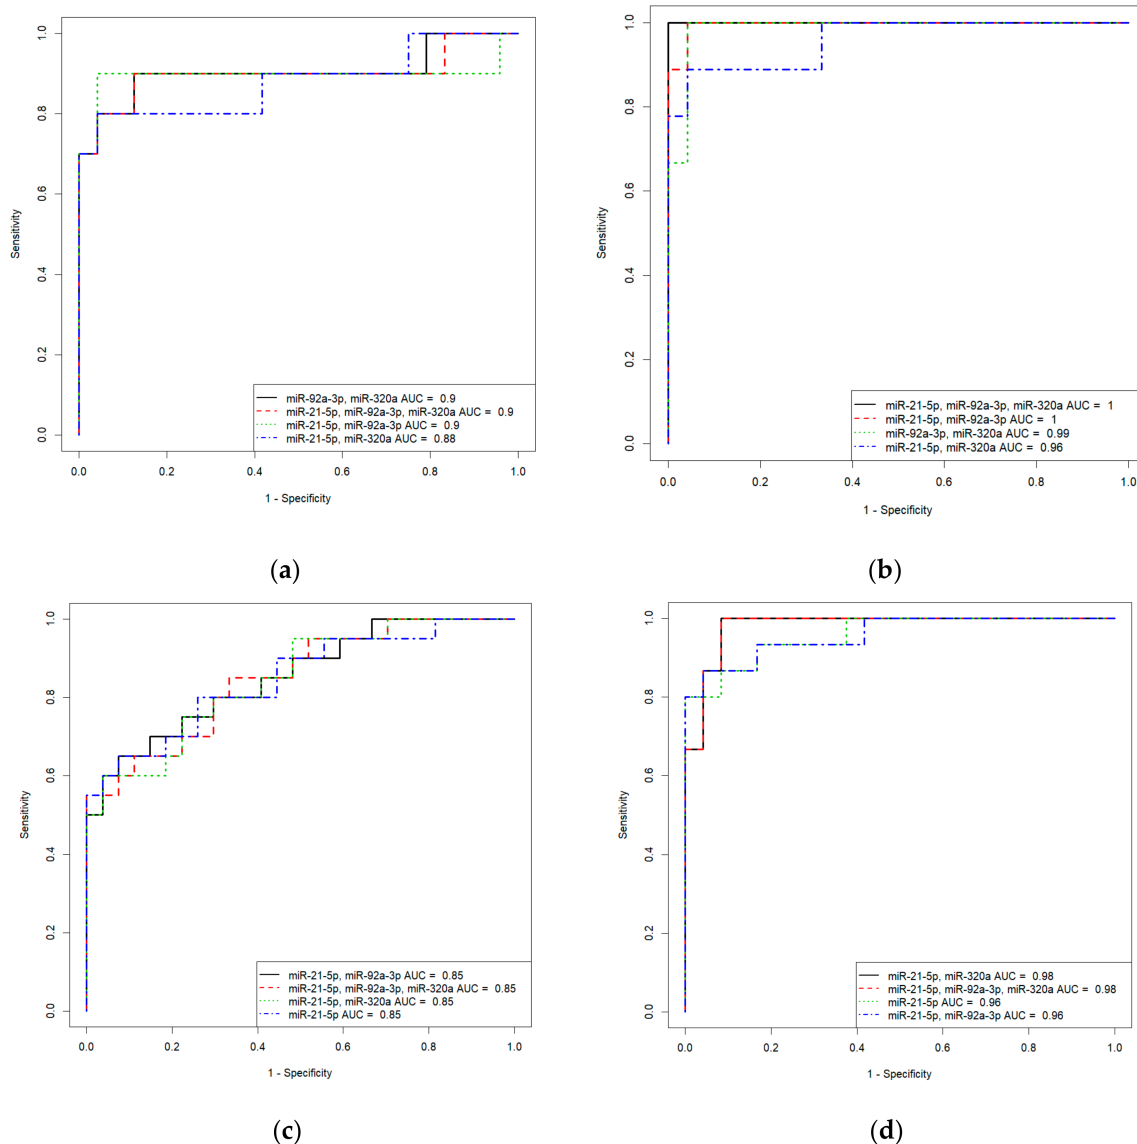 1.0
0.8
0.6
0.4
0.2
0.0
Sensitivity
miR-92a-3p, miR-320a AUC = 0.9
miR-21-5p, miR-92a-3p, miR-320a AUC = 0.9
miR-21-5p, miR-92a-3p AUC = 0.9
miR-21-5p, miR-320a AUC = 0.88
0.0 0.2 0.4 0.6 0.8 1.0
1 - Specificity
(a)
1.0
0.8
0.6
0.4
0.2
0.0
Sensitivity
miR-21-5p, miR-92a-3p, miR-320a AUC = 1
miR-21-5p, miR-92a-3p AUC = 1
miR-92a-3p, miR-320a AUC = 0.99
miR-21-5p, miR-320a AUC = 0.96
0.0 0.2 0.4 0.6 0.8 1.0
1 - Specificity
(b)
1.0
0.8
0.6
0.4
0.2
0.0
Sensitivity
miR-21-5p, miR-92a-3p AUC = 0.85
miR-21-5p, miR-92a-3p, miR-320a AUC = 0.85
miR-21-5p, miR-320a AUC = 0.85
miR-21-5p AUC = 0.85
0.0 0.2 0.4 0.6 0.8 1.0
1 - Specificity
(c)
1.0
0.8
0.6
0.4
0.2
0.0
Sensitivity
miR-21-5p, miR-320a AUC = 0.98
miR-21-5p, miR-92a-3p, miR-320a AUC = 0.98
miR-21-5p AUC = 0.96
miR-21-5p, miR-92a-3p AUC = 0.96
0.0 0.2 0.4 0.6 0.8 1.0
1 - Specificity
(d)